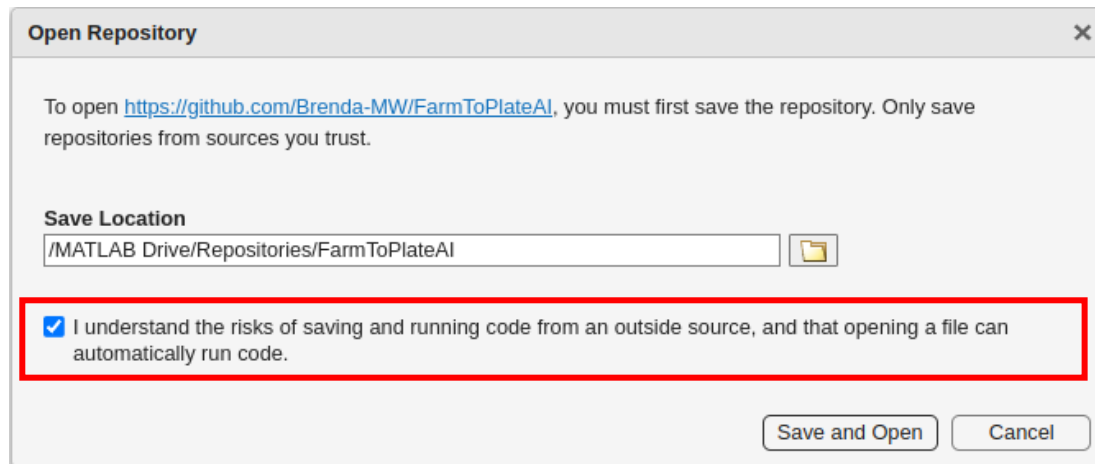 Open Repository
To open https://github.com/Brenda-MW/FarmToPlateAI, you must first save the repository. Only save
repositories from sources you trust.
Save Location
/MATLAB Drive/Repositories/FarmToPlateAI
I understand the risks of saving and running code from an outside source, and that opening a file can
automatically run code.
Save and Open
Cancel